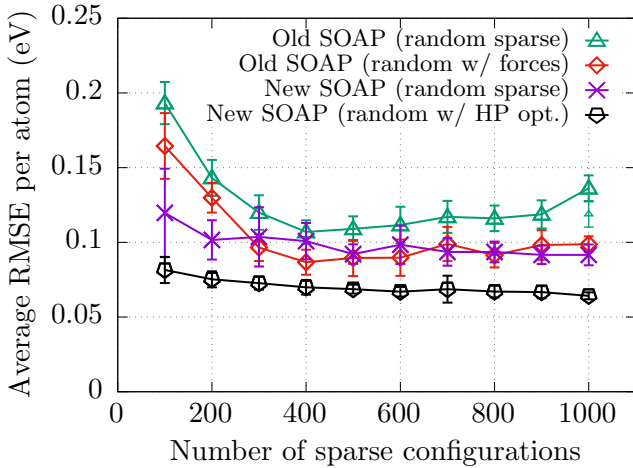 Old SOAP (random sparse)
Old SOAP (random w/ forces)
New SOAP (random sparse)
New SOAP (random w/ HP opt.)
Average RMSE per atom (eV)
0.25
0.2
0.15
0.1
0.05
0
0 200 400 600 800 1000
Number of sparse configurations